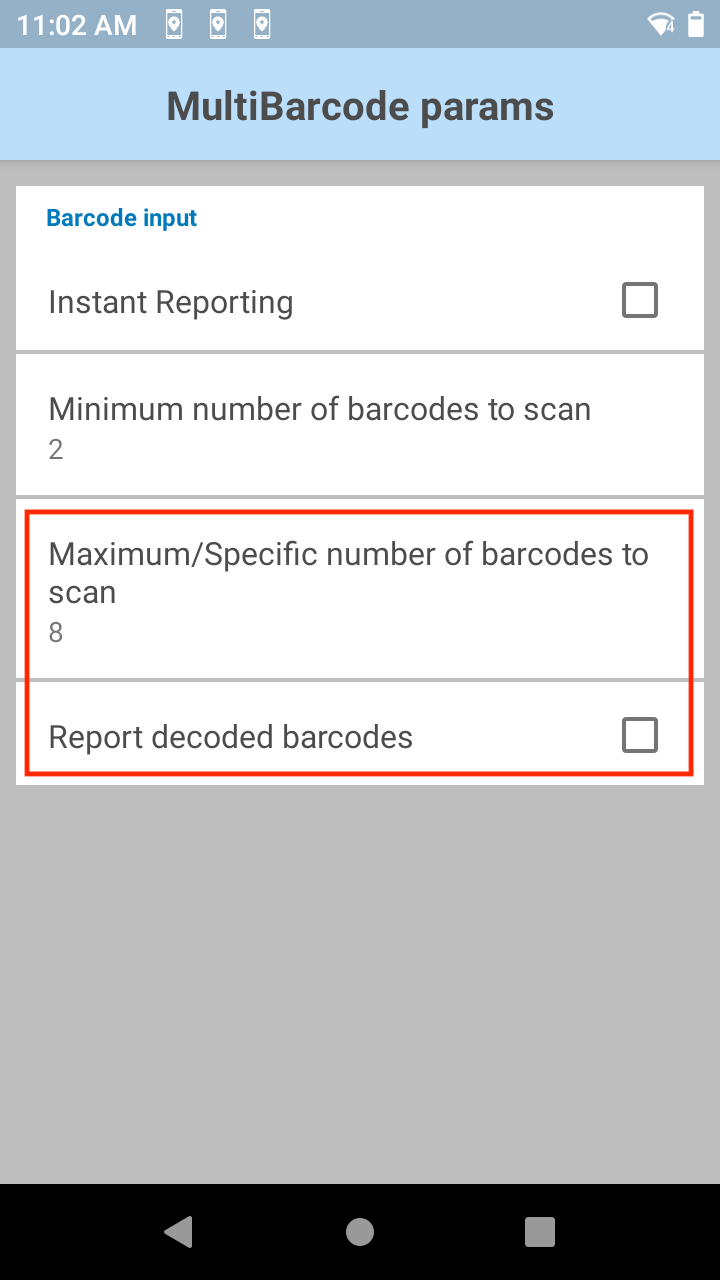 11:02 AM
4
MultiBarcode params
Barcode input
Instant Reporting
Minimum number of barcodes to scan
2
Maximum/Specific number of barcodes to
scan
8
Report decoded barcodes